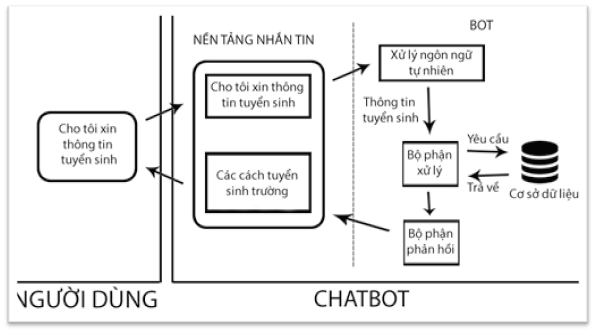 NỀN TẢNG NHẮN TIN
BOT
Cho tôi xin
thông tin
tuyển sinh
Cho tôi xin thông
tin tuyển sinh
Các cách tuyển
sinh trường
Xử lý ngôn ngữ
tự nhiên
Thông tin
tuyển sinh
Bộ phận
xử lý
Yêu cầu
Trả về
Cơ sở dữ liệu
Bộ phận
phản hồi
NGƯỜI DÙNG
CHATBOT